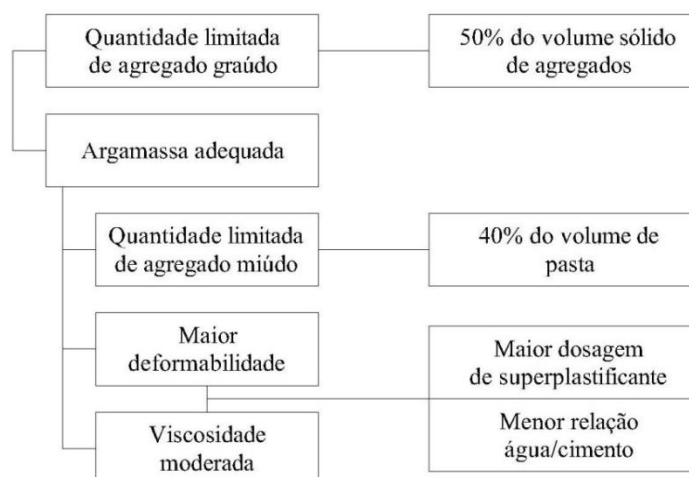 Quantidade limitada
de agregado graúdo
50% do volume sólido
de agregados
Argamassa adequada
Quantidade limitada
de agregado miúdo
40% do volume de
pasta
Maior
deformabilidade
Maior dosagem
de superplastificante
Viscosidade
moderada
Menor relação
água/cimento